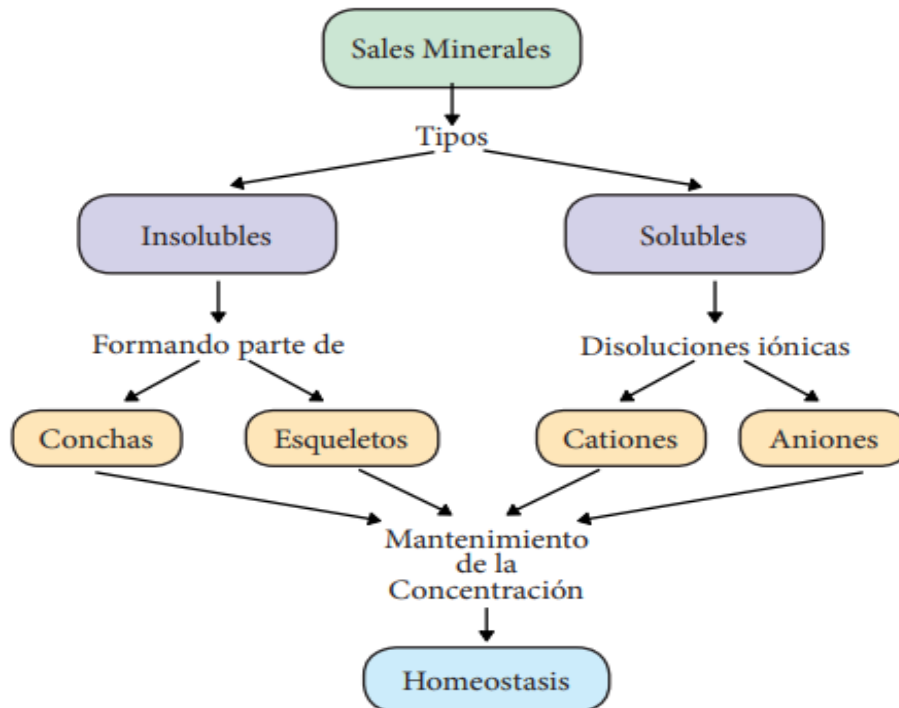 Sales Minerales
Tipos
Insolubles
Solubles
Formando parte de
Disoluciones iónicas
Conchas
Esqueletos
Cationes
Aniones
Mantenimiento
de la
Concentración
Homeostasis